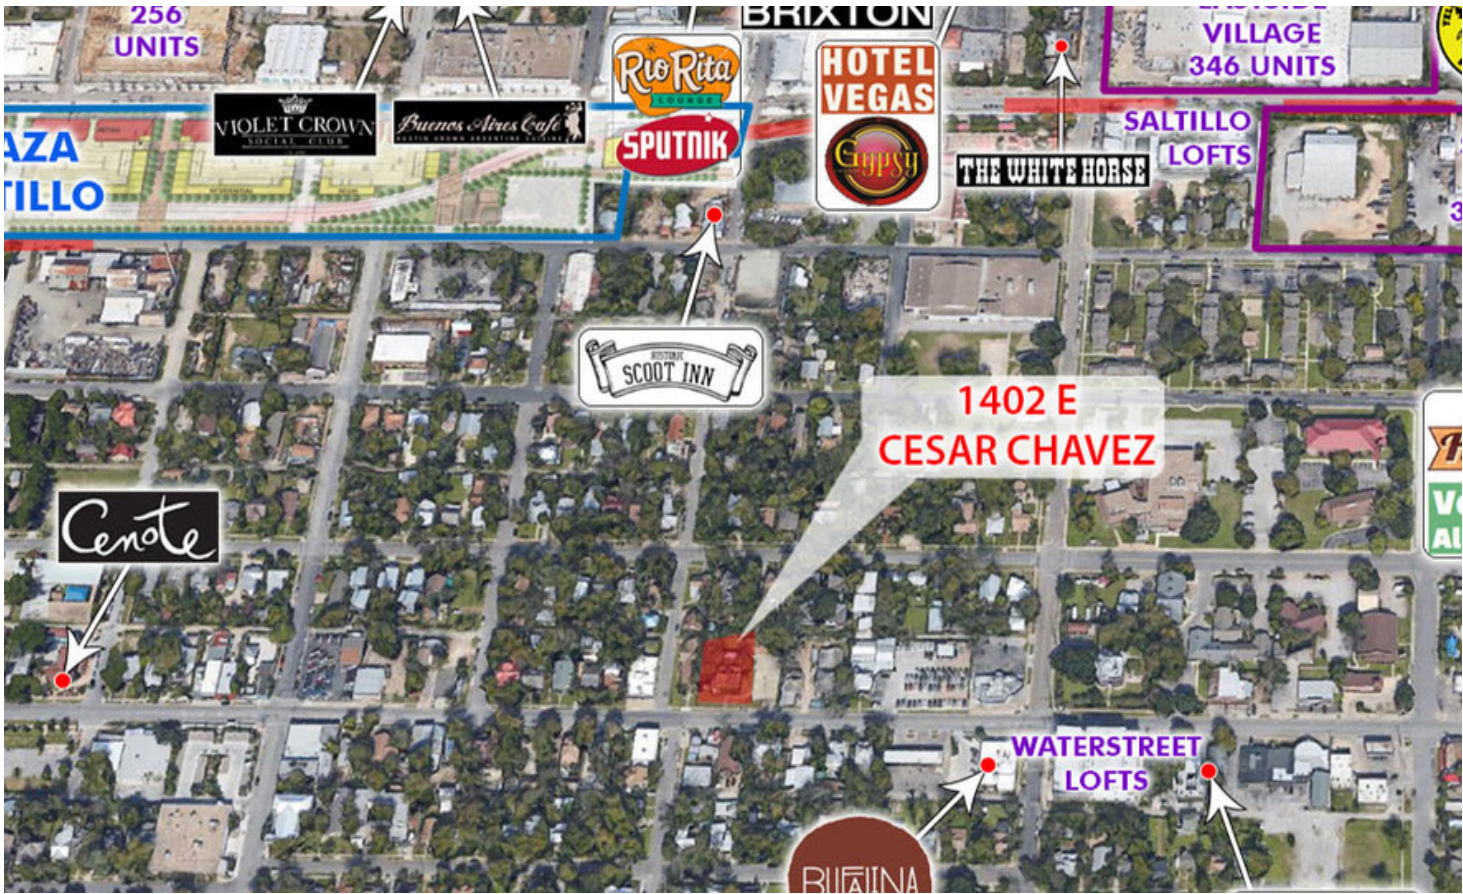 256
UNITS
BRIXTON
VILLAGE
346 UNITS
Rio Rita
LOUNGE
SPUTNIK
HOTEL
VEGAS
Gypsy
VIOLET CROWN
SOCIAL CLUB
Buenos Aires Café
THE WHITE HORSE
SALTILLO
LOFTS
AZA
TILLO
RESIDENTIAL
HISTORIC
SCOOT INN
1402 E
CESAR CHAVEZ
Cenote
WATERSTREET
LOFTS
BUFALINA